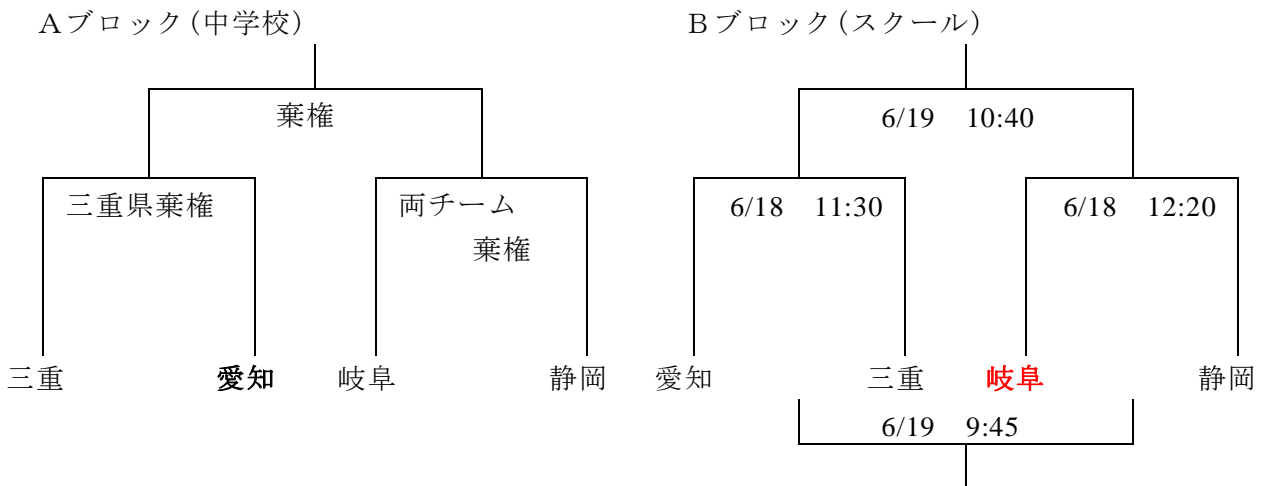 Aブロック(中学校)
棄権
三重県棄権
両チーム
棄権
三重 愛知 岐阜 静岡
Bブロック(スクール)
6/19 10:40
6/18 11:30
6/18 12:20
愛知 三重 岐阜 静岡
6/19 9:45